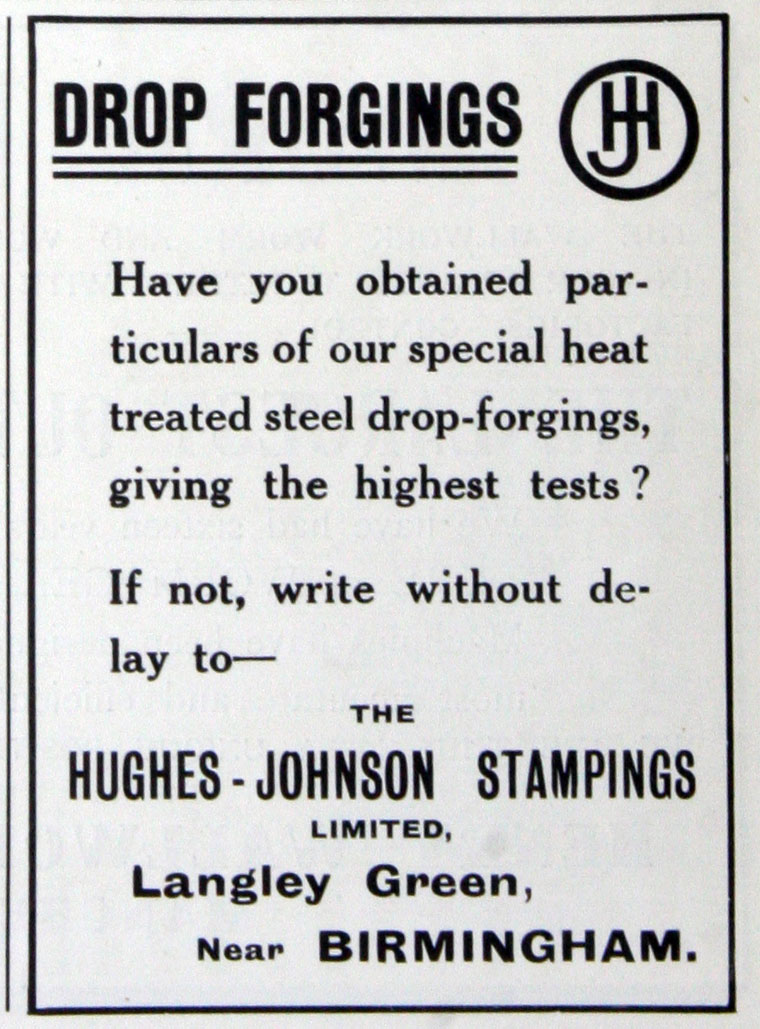 DROP FORGINGS
HJ
Have you obtained par-
ticulars of our special heat
treated steel drop-forgings,
giving the highest tests ?
If not, write without de-
lay to—
THE
HUGHES - JOHNSON STAMPINGS
LIMITED,
Langley Green,
Near BIRMINGHAM.